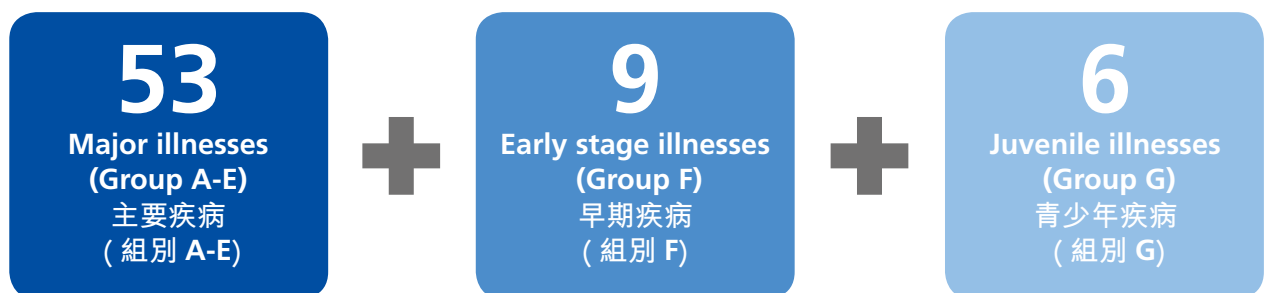 53
Major illnesses
(Group A-E)
主要疾病
( 組別 A-E)
9
Early stage illnesses
(Group F)
早期疾病
( 組別 F)
6
Juvenile illnesses
(Group G)
青少年疾病
( 組別 G)